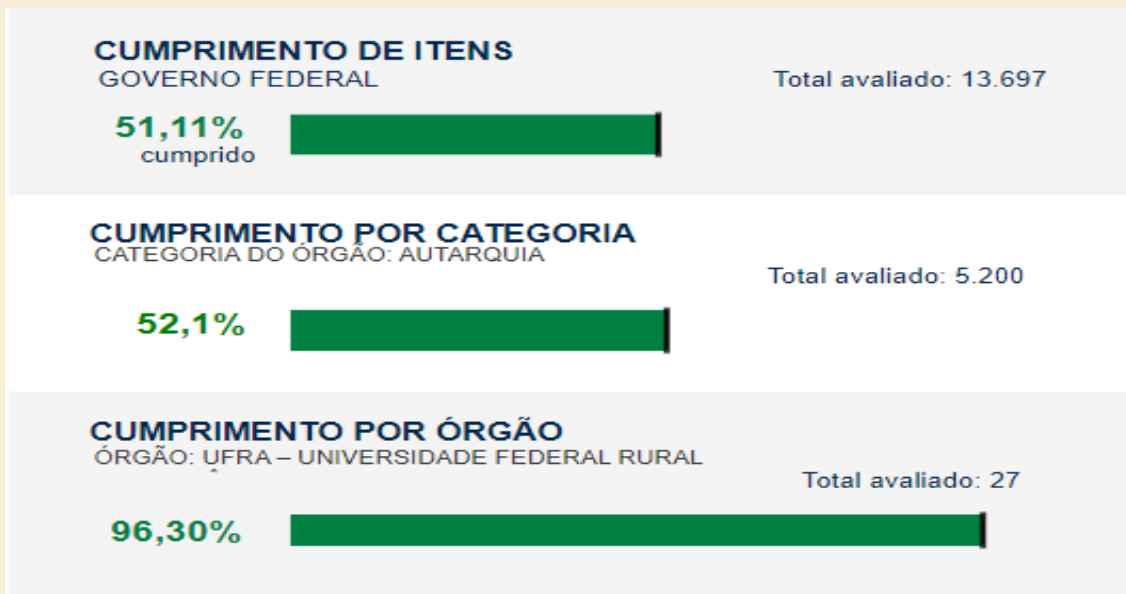 CUMPRIMENTO DE ITENS
GOVERNO FEDERAL
Total avaliado: 13.697
51,11%
cumprido
CUMPRIMENTO POR CATEGORIA
CATEGORIA DO ÓRGÃO: AUTARQUIA
Total avaliado: 5.200
52,1%
CUMPRIMENTO POR ÓRGÃO
ÓRGÃO: UFRA – UNIVERSIDADE FEDERAL RURAL
Total avaliado: 27
96,30%